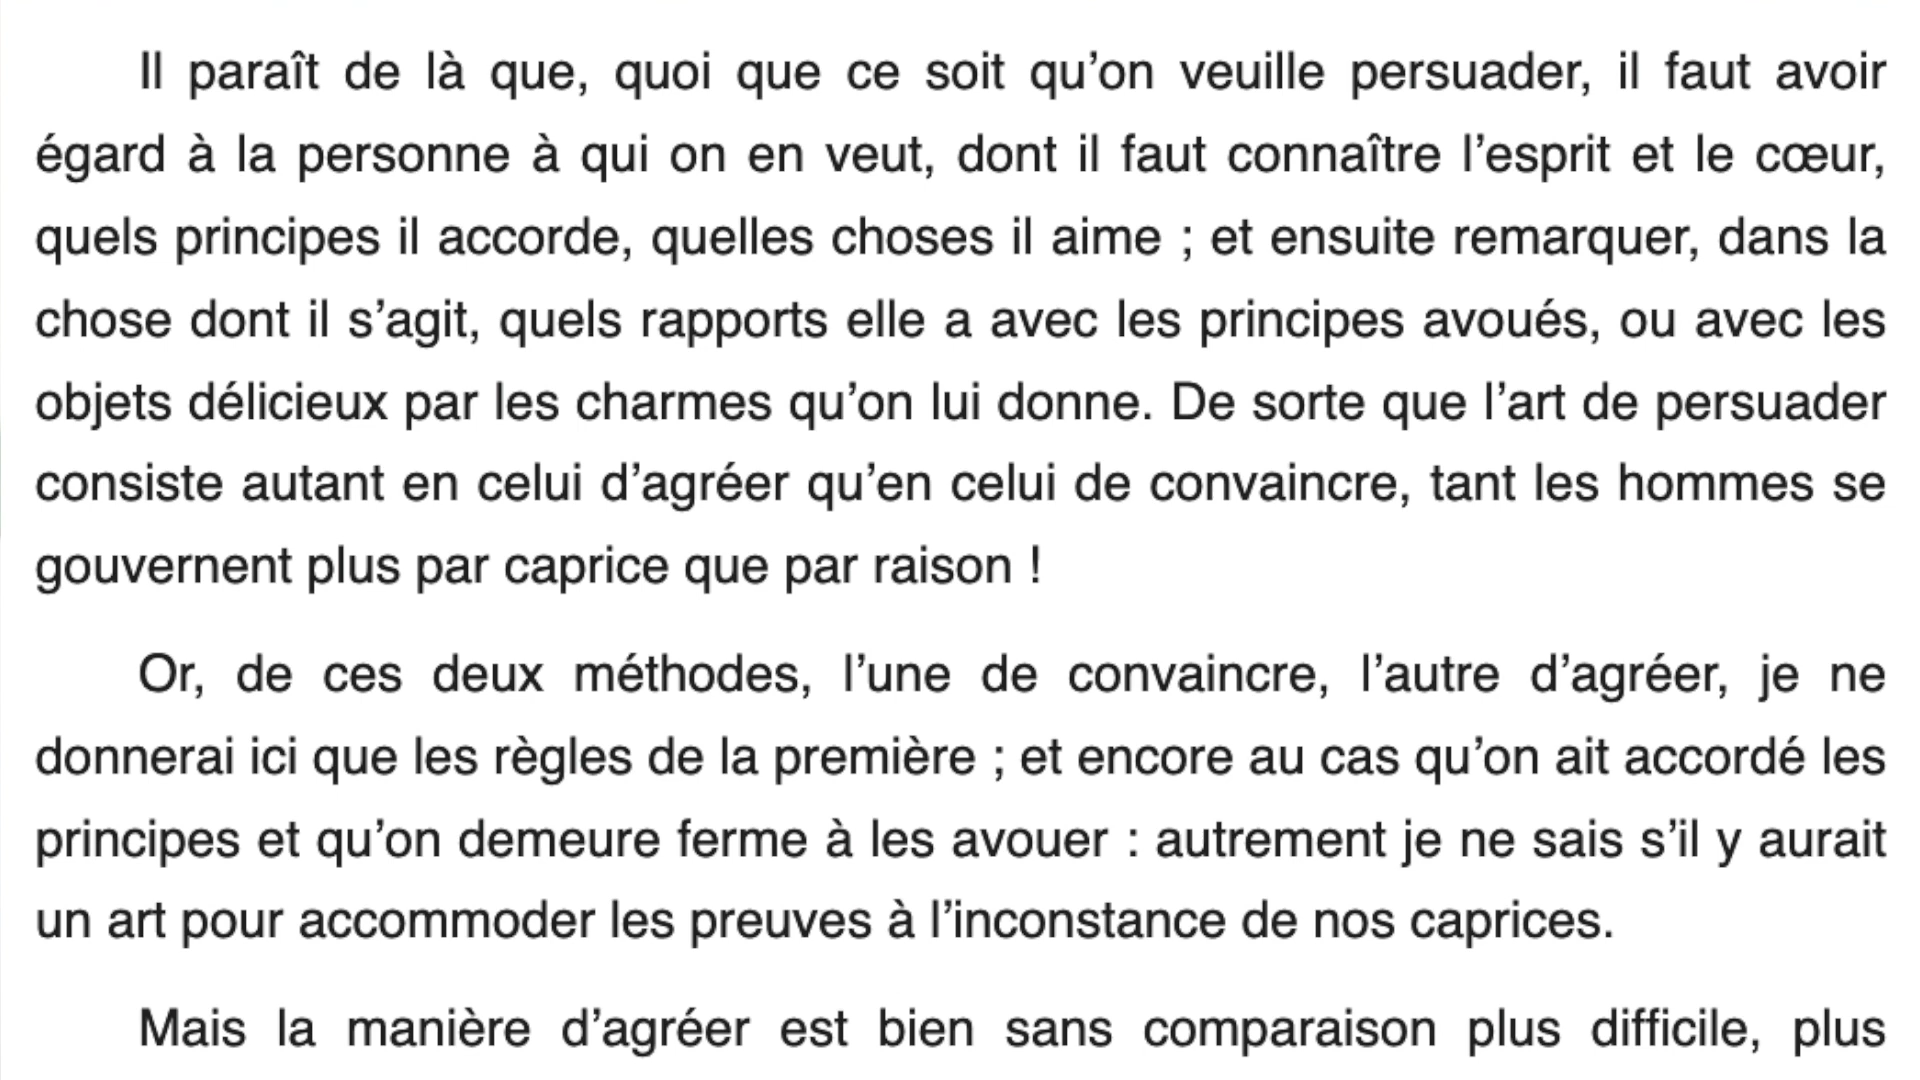 Il paraît de là que, quoi que ce soit qu’on veuille persuader, il faut avoir
égard à la personne à qui on en veut, dont il faut connaître l’esprit et le cœur,
quels principes il accorde, quelles choses il aime ; et ensuite remarquer, dans la
chose dont il s’agit, quels rapports elle a avec les principes avoués, ou avec les
objets délicieux par les charmes qu’on lui donne. De sorte que l’art de persuader
consiste autant en celui d’agréer qu’en celui de convaincre, tant les hommes se
gouvernent plus par caprice que par raison !
Or, de ces deux méthodes, l’une de convaincre, l’autre d’agréer, je ne
donnerai ici que les règles de la première ; et encore au cas qu’on ait accordé les
principes et qu’on demeure ferme à les avouer : autrement je ne sais s’il y aurait
un art pour accommoder les preuves à l’inconstance de nos caprices.
Mais la manière d’agréer est bien sans comparaison plus difficile, plus